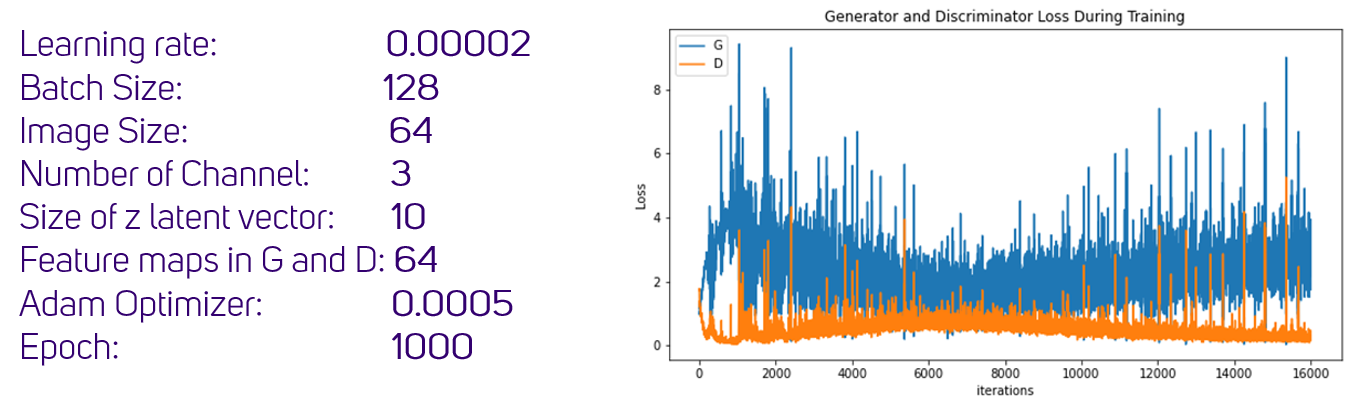 Learning rate: 0.00002
Batch Size: 128
Image Size: 64
Number of Channel: 3
Size of z latent vector: 10
Feature maps in G and D: 64
Adam Optimizer: 0.0005
Epoch: 1000
Generator and Discriminator Loss During Training
G
D
8
6
4
2
0
Loss
0 2000 4000 6000 8000 10000 12000 14000 16000
iterations